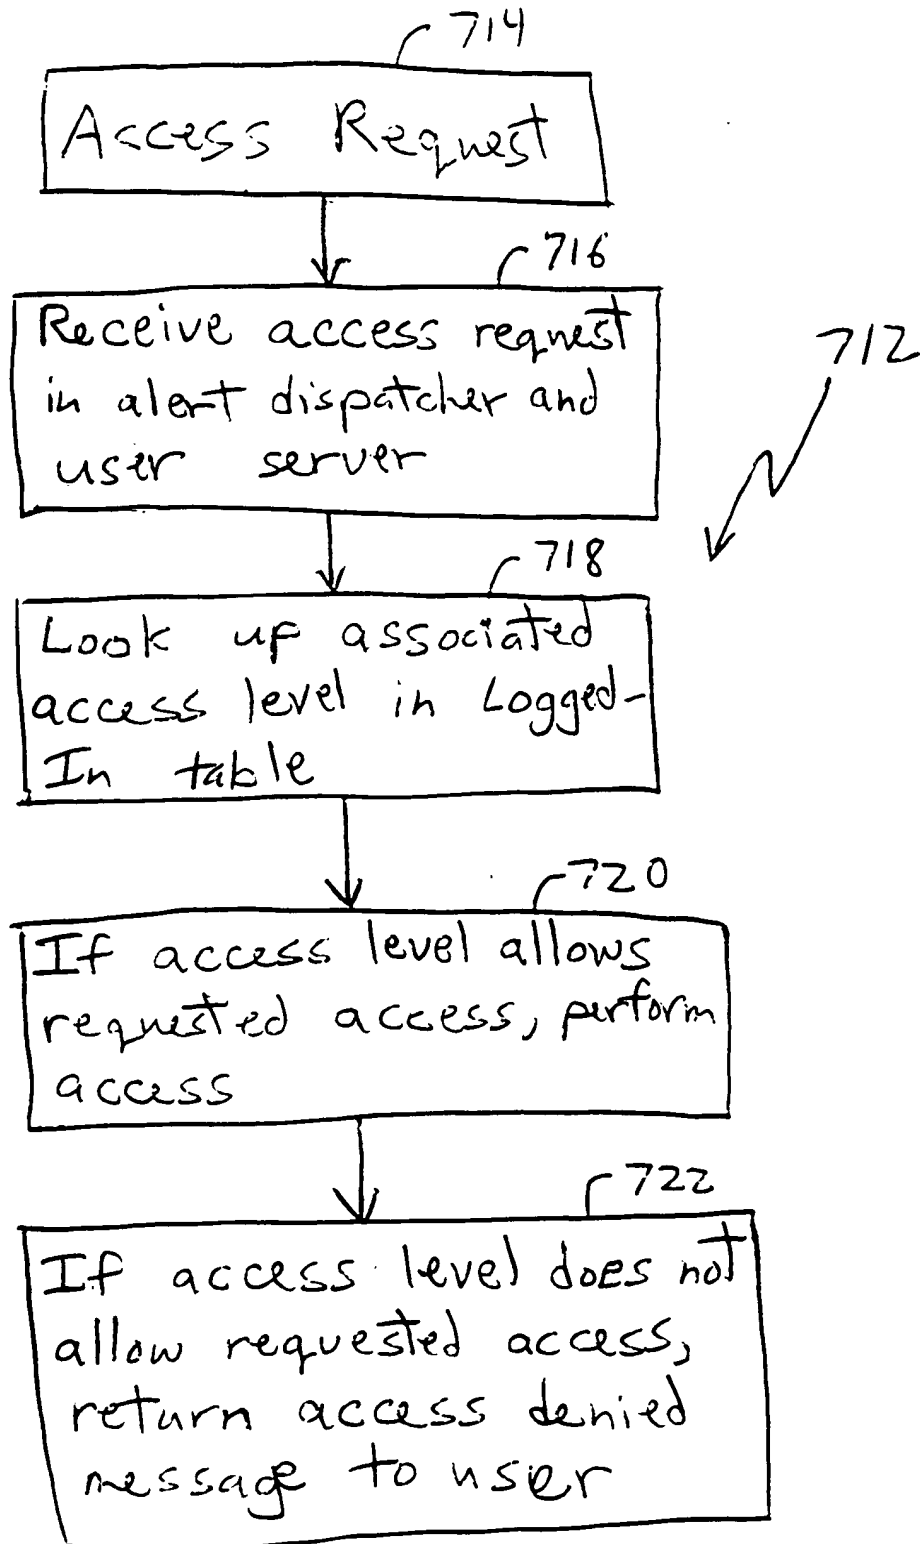 714
Access Request
716
Receive access request
in alert dispatcher and
user server
712
718
Look up associated
access level in Logged-
In table
720
If access level allows
requested access, perform
access
722
If access level does not
allow requested access,
return access denied
message to user